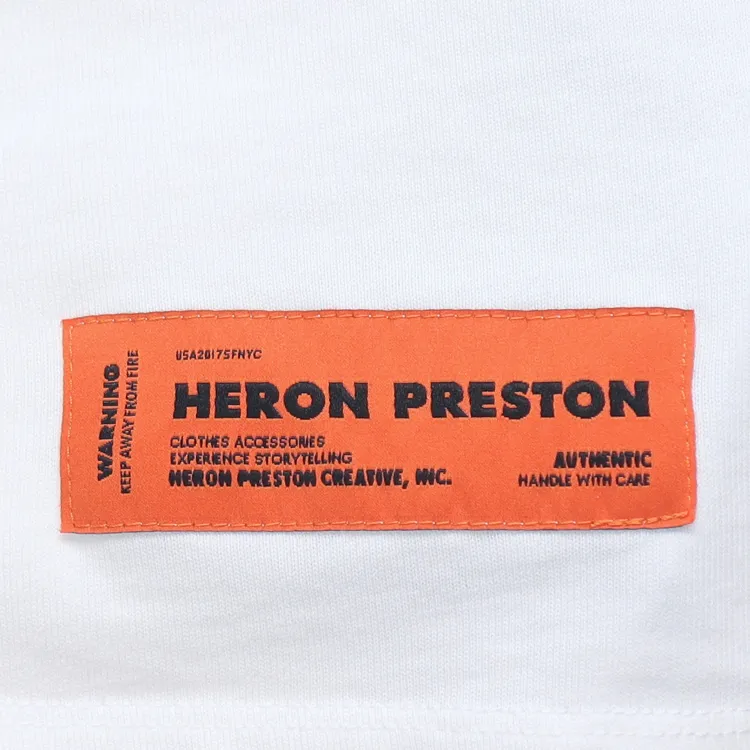 WARNING
KEEP AWAY FROM FIRE
USA2017SFNYC
HERON PRESTON
CLOTHES ACCESSORIES
EXPERIENCE STORYTELLING
HERON PRESTON CREATIVE, INC.
AUTHENTIC
HANDLE WITH CARE